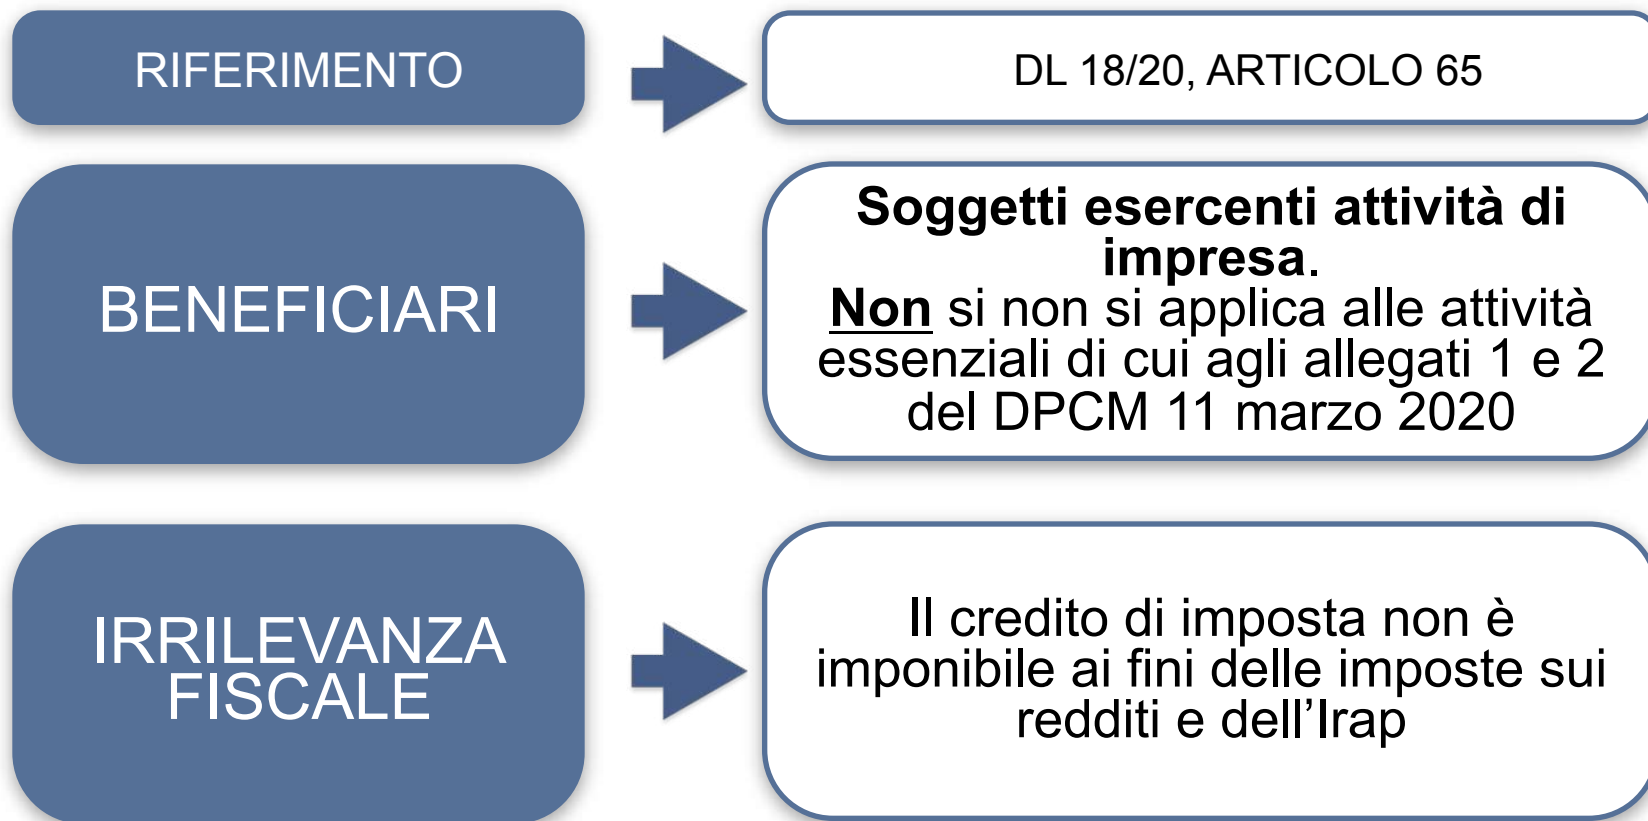 RIFERIMENTO
DL 18/20, ARTICOLO 65
BENEFICIARI
Soggetti esercenti attività di
impresa.
Non si non si applica alle attività
essenziali di cui agli allegati 1 e 2
del DPCM 11 marzo 2020
IRRILEVANZA
FISCALE
Il credito di imposta non è
imponibile ai fini delle imposte sui
redditi e dell’Irap